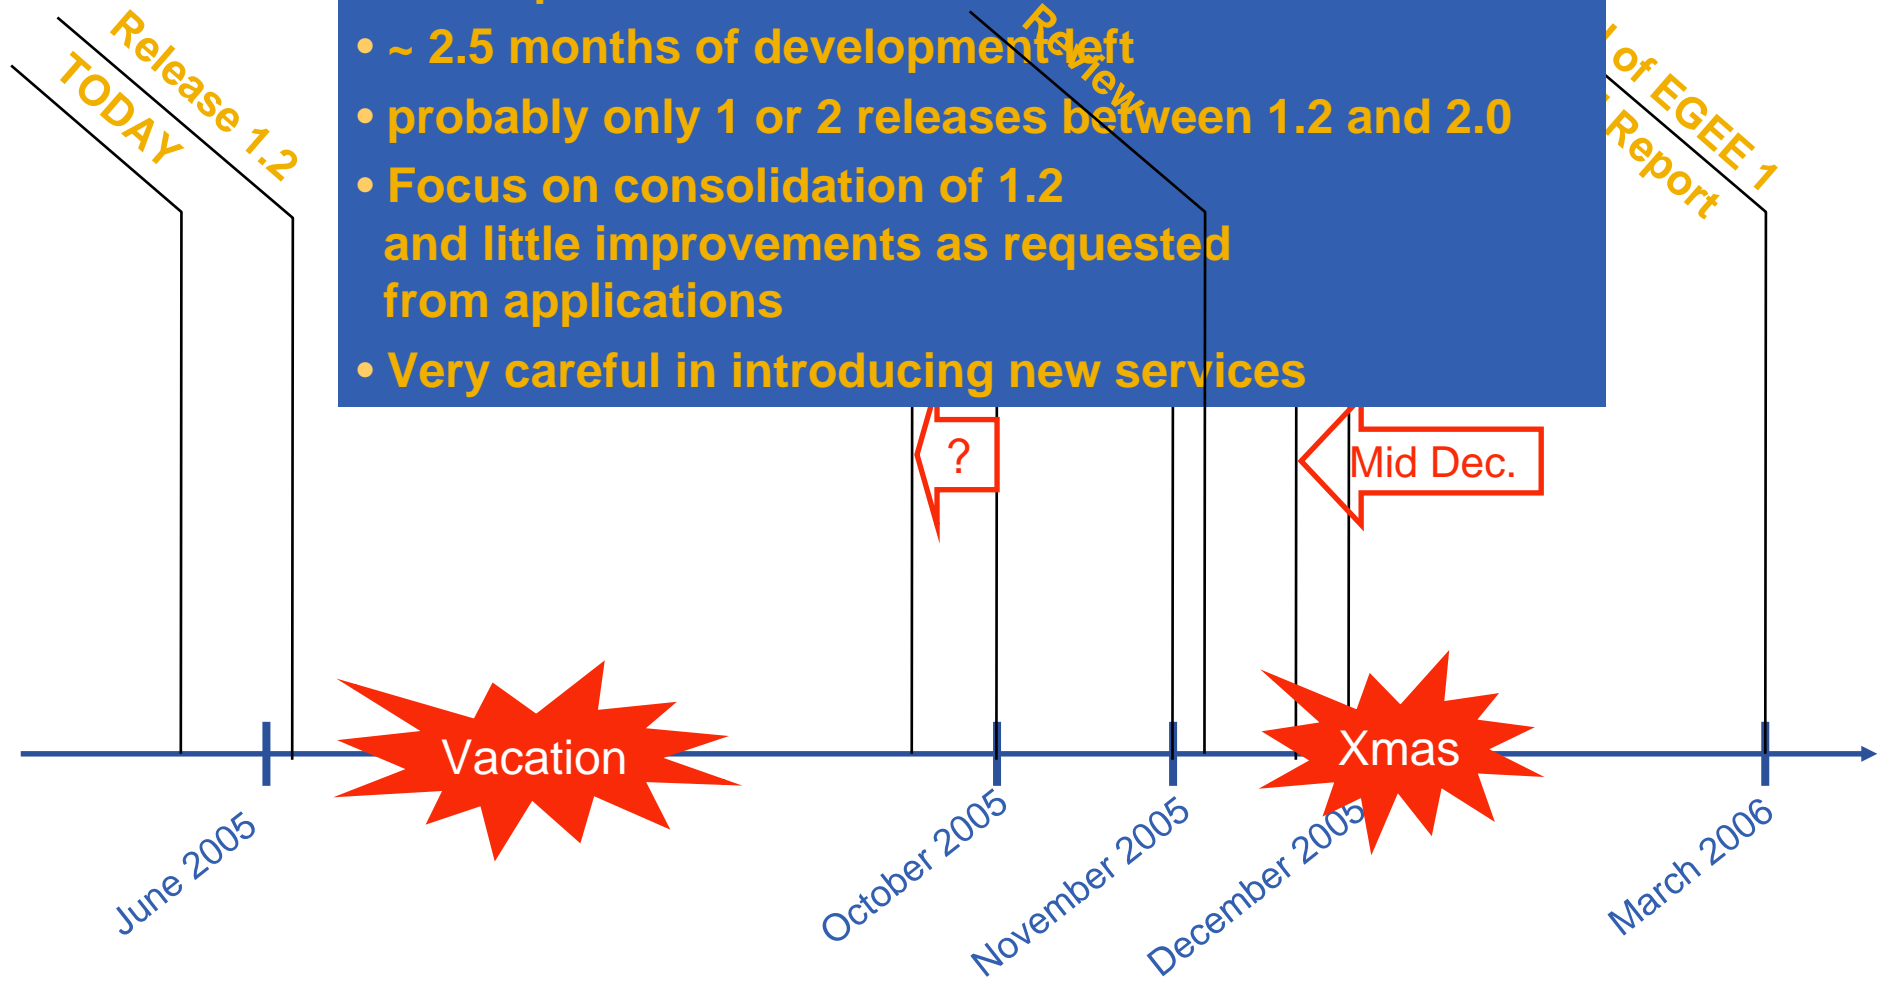 Release 1.2
TODAY
• ~ 2.5 months of development left
• probably only 1 or 2 releases between 1.2 and 2.0
• Focus on consolidation of 1.2
and little improvements as requested
from applications
• Very careful in introducing new services
Review
of EGEE 1
Report
?
Mid Dec.
Vacation
Xmas
June 2005
October 2005
November 2005
December 2005
March 2006